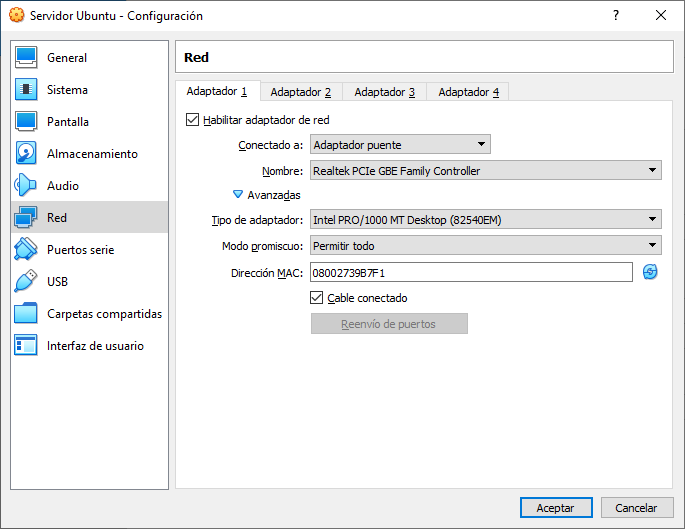 Servidor Ubuntu - Configuración
?
General
Sistema
Pantalla
Almacenamiento
Audio
Red
Puertos serie
USB
Carpetas compartidas
Interfaz de usuario
Red
Adaptador 1 Adaptador 2 Adaptador 3 Adaptador 4
Habilitar adaptador de red
Conectado a: Adaptador puente
Nombre: Realtek PCIe GBE Family Controller
Avanzadas
Tipo de adaptador: Intel PRO/1000 MT Desktop (82540EM)
Modo promiscuo: Permitir todo
Dirección MAC: 08002739B7F1
Cable conectado
Reenvío de puertos
Aceptar Cancelar